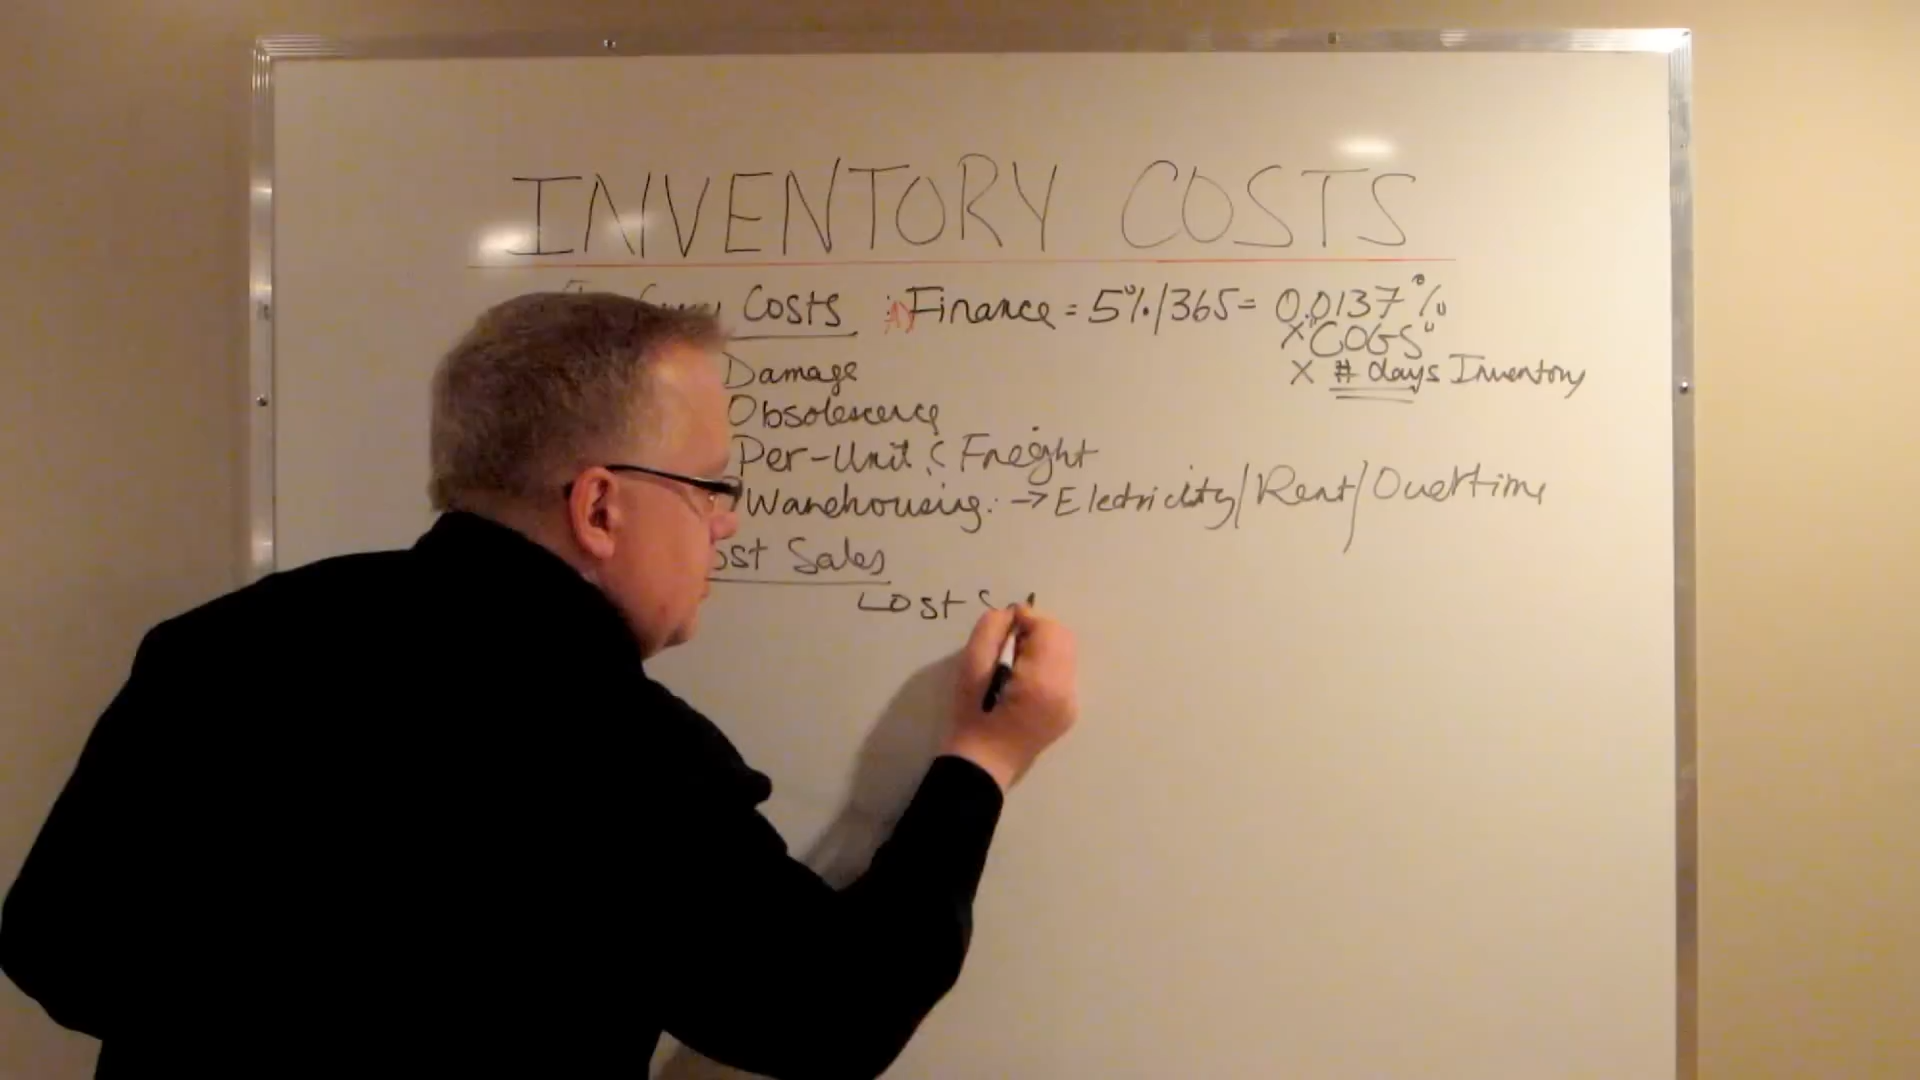 INVENTORY COSTS
Costs : A) Finance = 5%/365 = 0.0137%
x "COGS"
Damage x # days Inventory
Obsolescence
Per-Unit : Freight
Warehousing: → Electricity/Rent/Overtime
ost Sales
Lost Sal